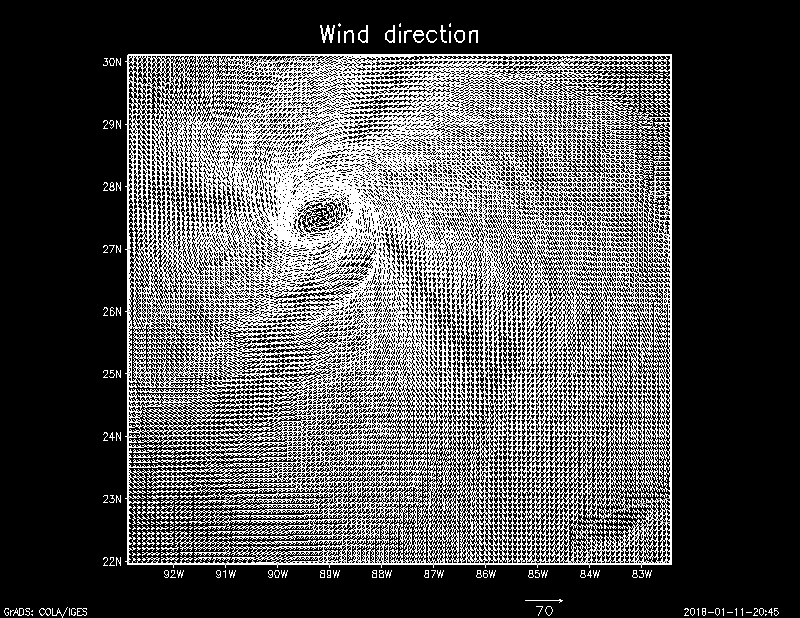 Wind direction
30N
29N
28N
27N
26N
25N
24N
23N
22N
92W 91W 90W 89W 88W 87W 86W 85W 84W 83W
70
GrADS: COLA/IGES 2018-01-11-20:45